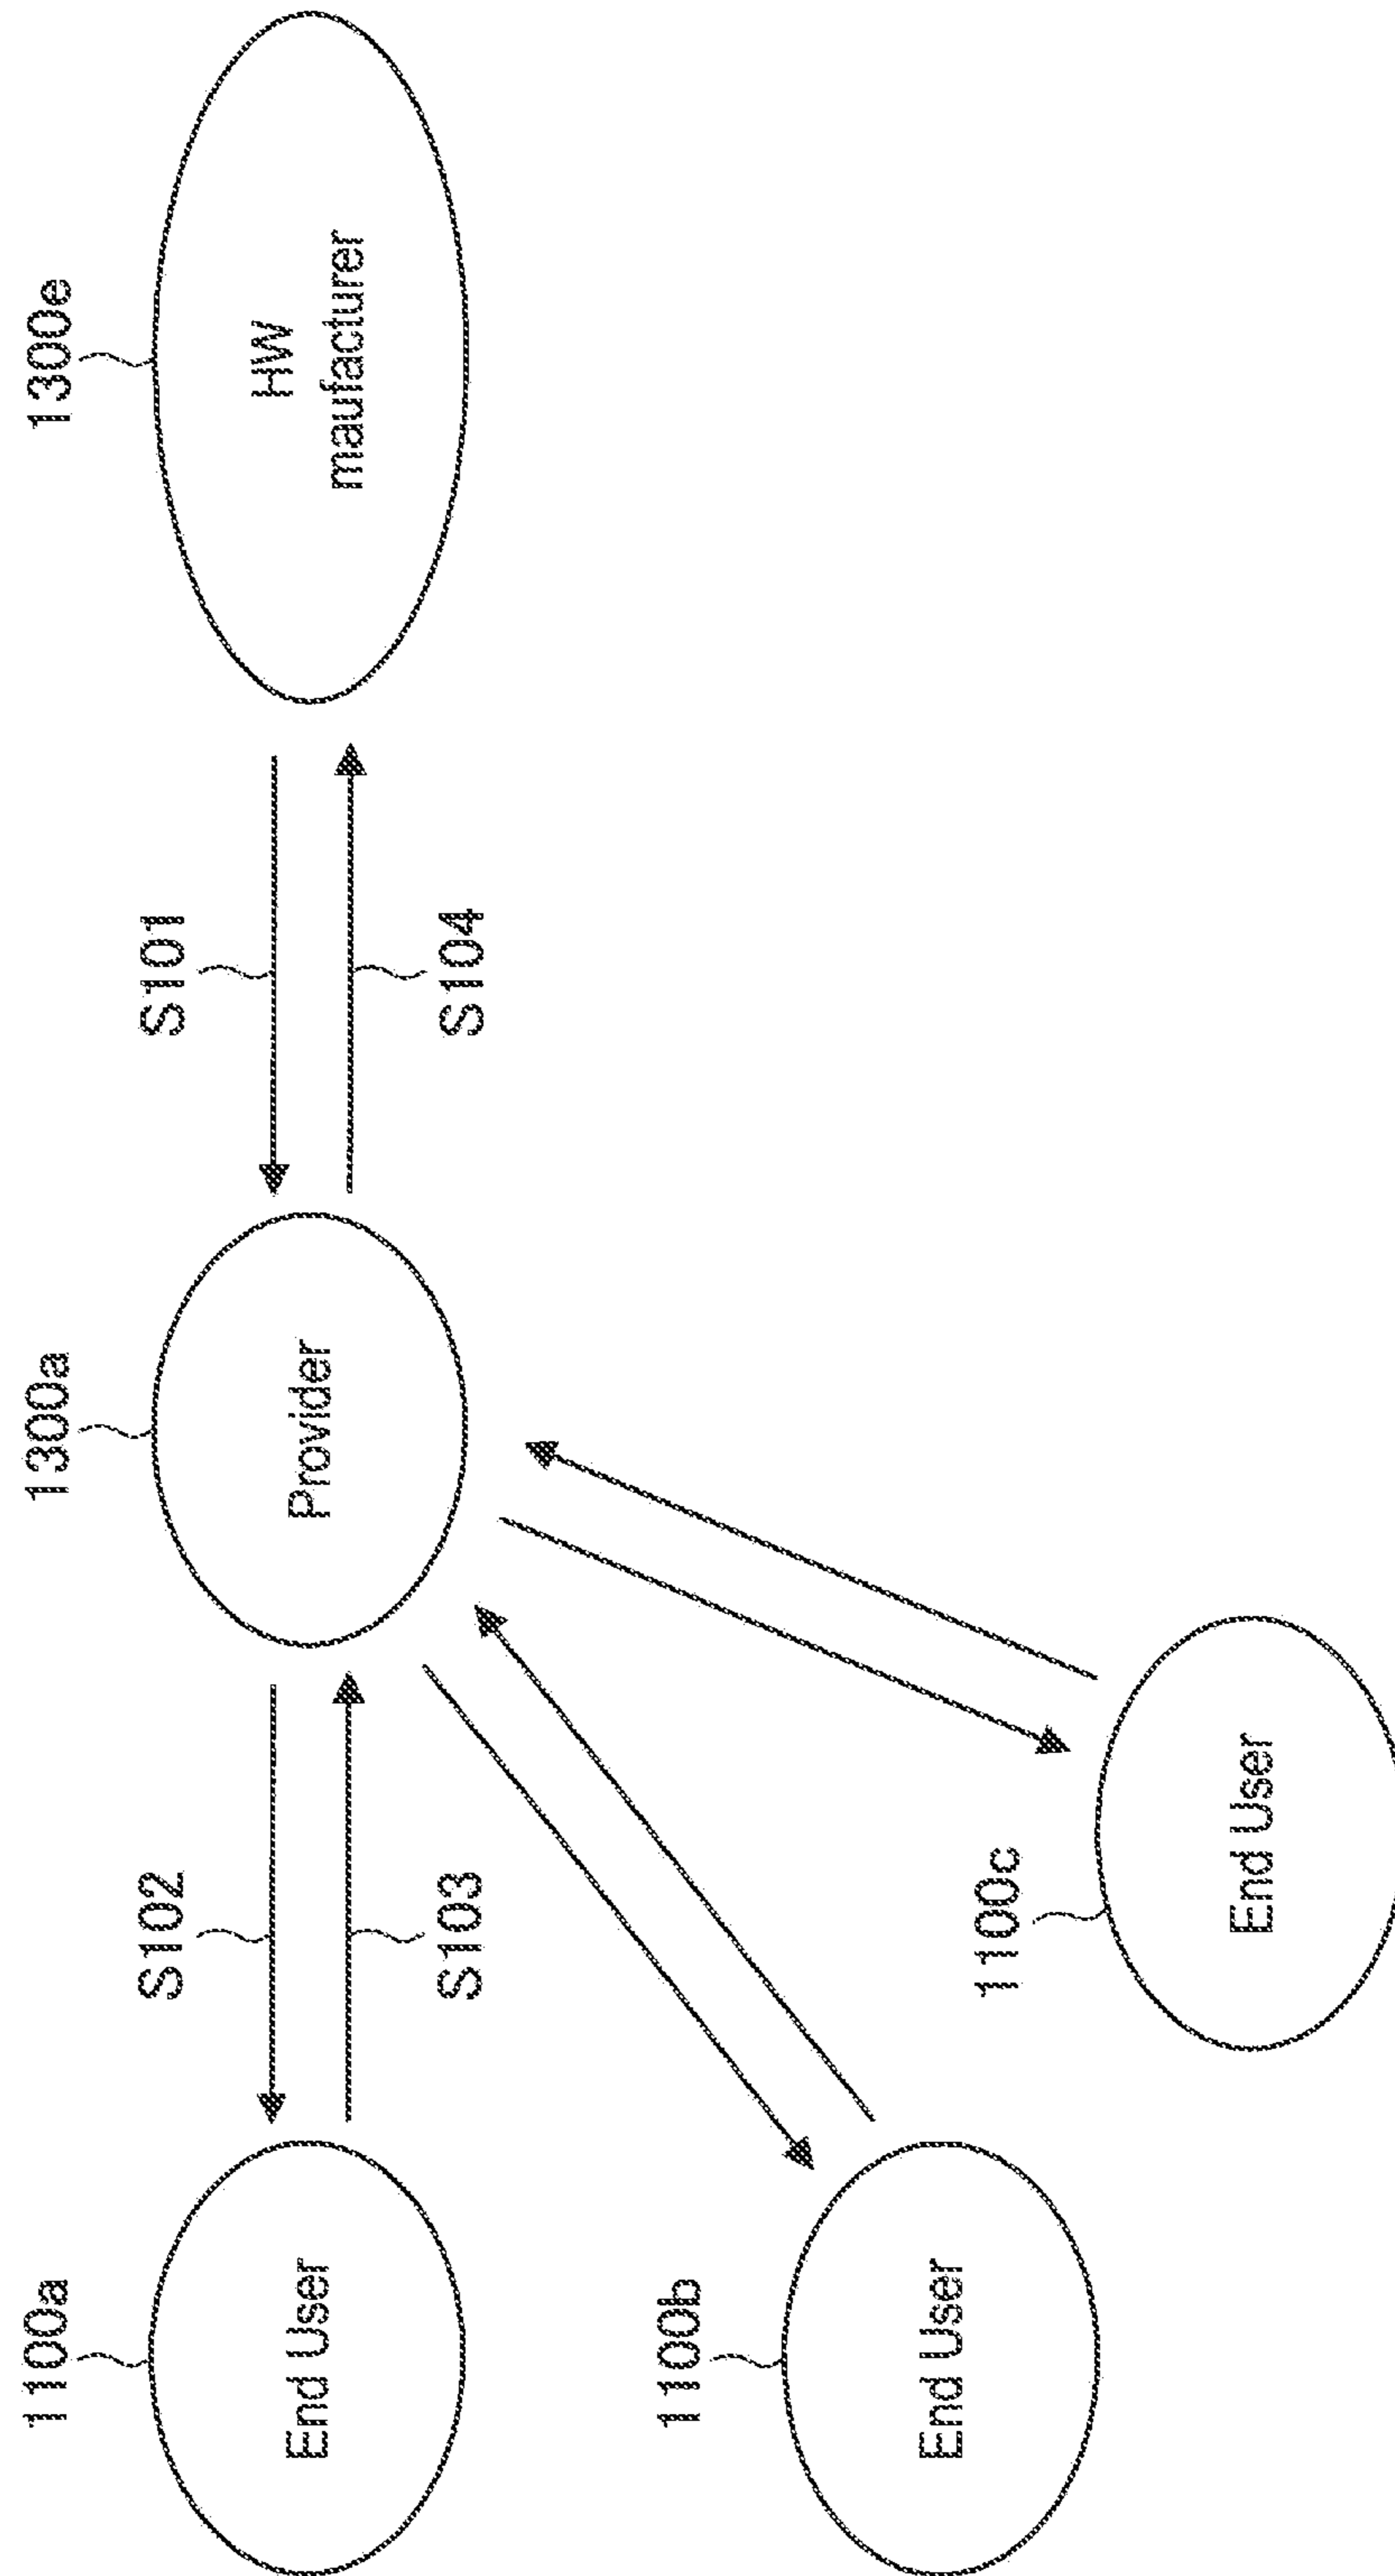 1100a
End User
S102
S103
1300a
Provider
S101
S104
1300e
HW
maufacturer
1100b
End User
1100c
End User